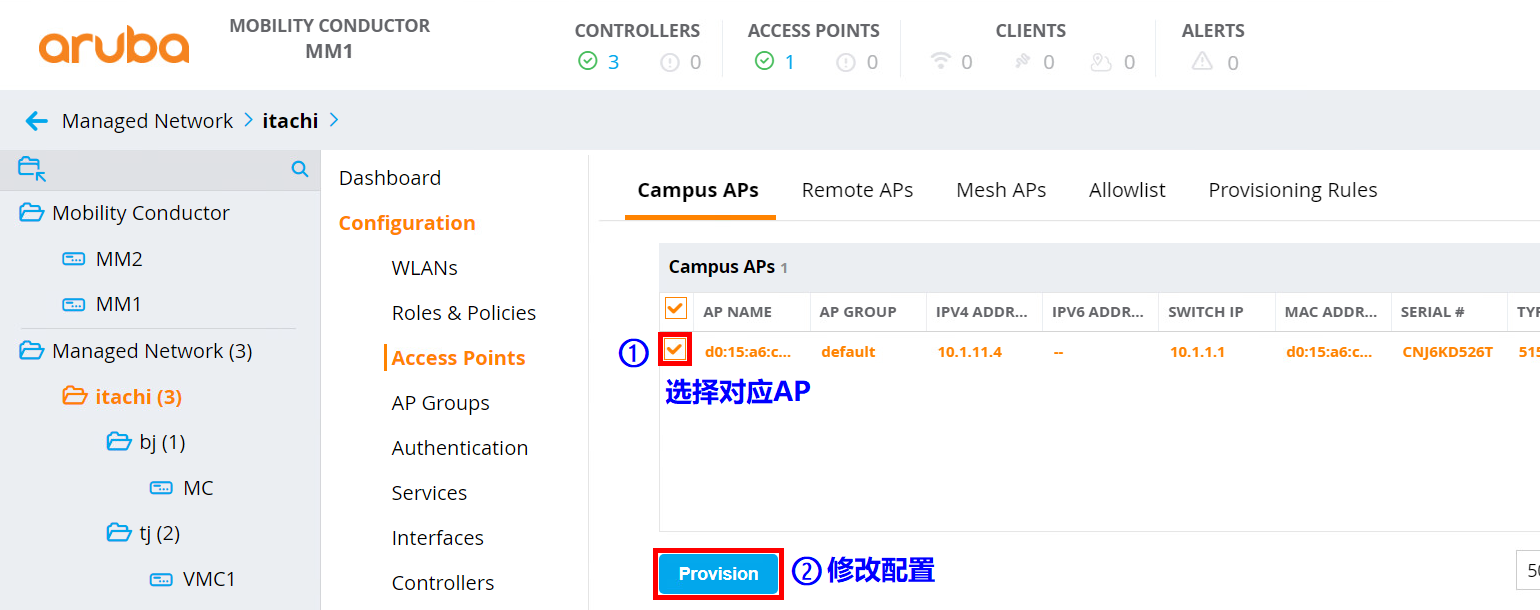 aruba
MOBILITY CONDUCTOR
MM1
CONTROLLERS
3
0
ACCESS POINTS
1
0
CLIENTS
0
0
0
ALERTS
0
Managed Network > itachi >
Mobility Conductor
MM2
MM1
Managed Network (3)
itachi (3)
bj (1)
MC
tj (2)
VMC1
Dashboard
Configuration
WLANs
Roles & Policies
Access Points
AP Groups
Authentication
Services
Interfaces
Controllers
Campus APs Remote APs Mesh APs Allowlist Provisioning Rules
Campus APs 1
AP NAME AP GROUP IPV4 ADDR... IPV6 ADDR... SWITCH IP MAC ADDR... SERIAL # TYP
① d0:15:a6:c... default 10.1.11.4 -- 10.1.1.1 d0:15:a6:c... CNJ6KD526T 515
选择对应AP
Provision ② 修改配置 50